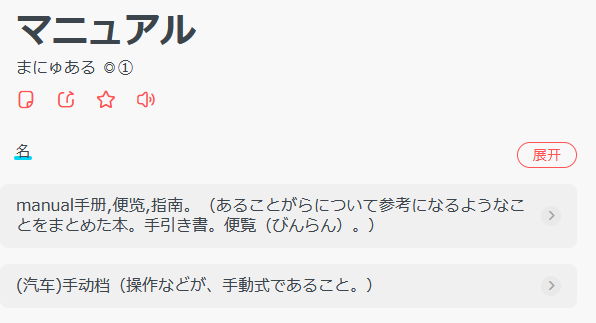 マニュアル
まにゅある ◎①
名
展开
manual手册,便览,指南。（あることがらについて参考になるようなこ
とをまとめた本。手引き書。便覧（びんらん）。）
(汽车)手动档（操作などが、手動式であること。）